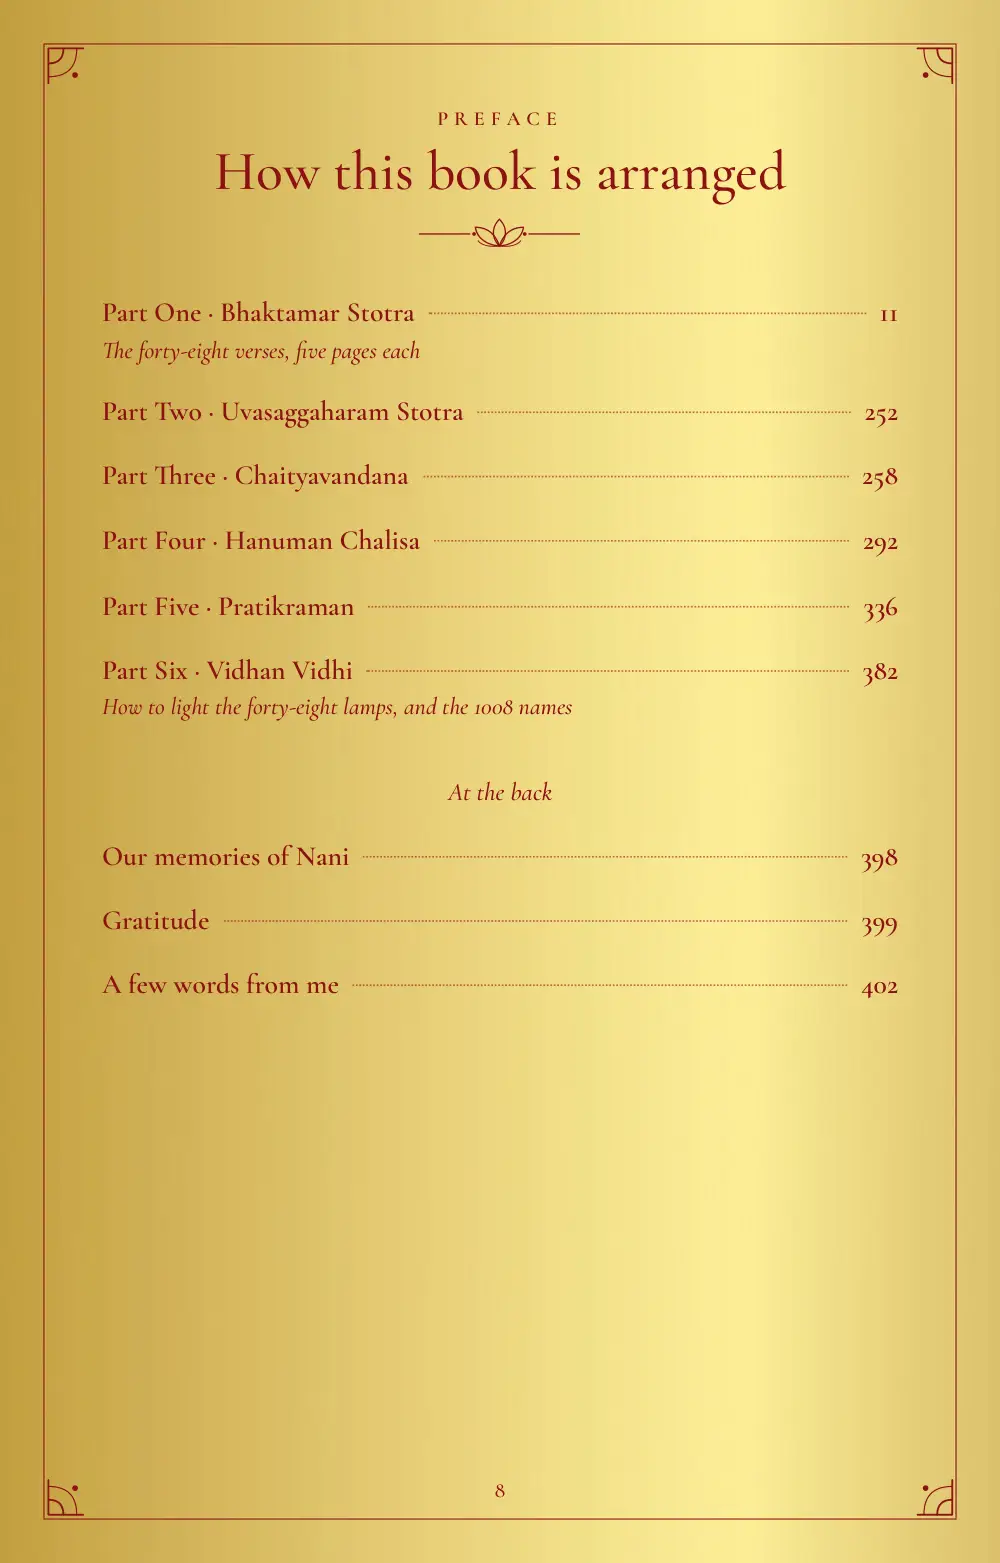 PREFACE
How this book is arranged
Part One · Bhaktamar Stotra 11
The forty-eight verses, five pages each
Part Two · Uvasaggaharam Stotra 252
Part Three · Chaityavandana 258
Part Four · Hanuman Chalisa 292
Part Five · Pratikraman 336
Part Six · Vidhan Vidhi 382
How to light the forty-eight lamps, and the 1008 names
At the back
Our memories of Nani 398
Gratitude 399
A few words from me 402
8